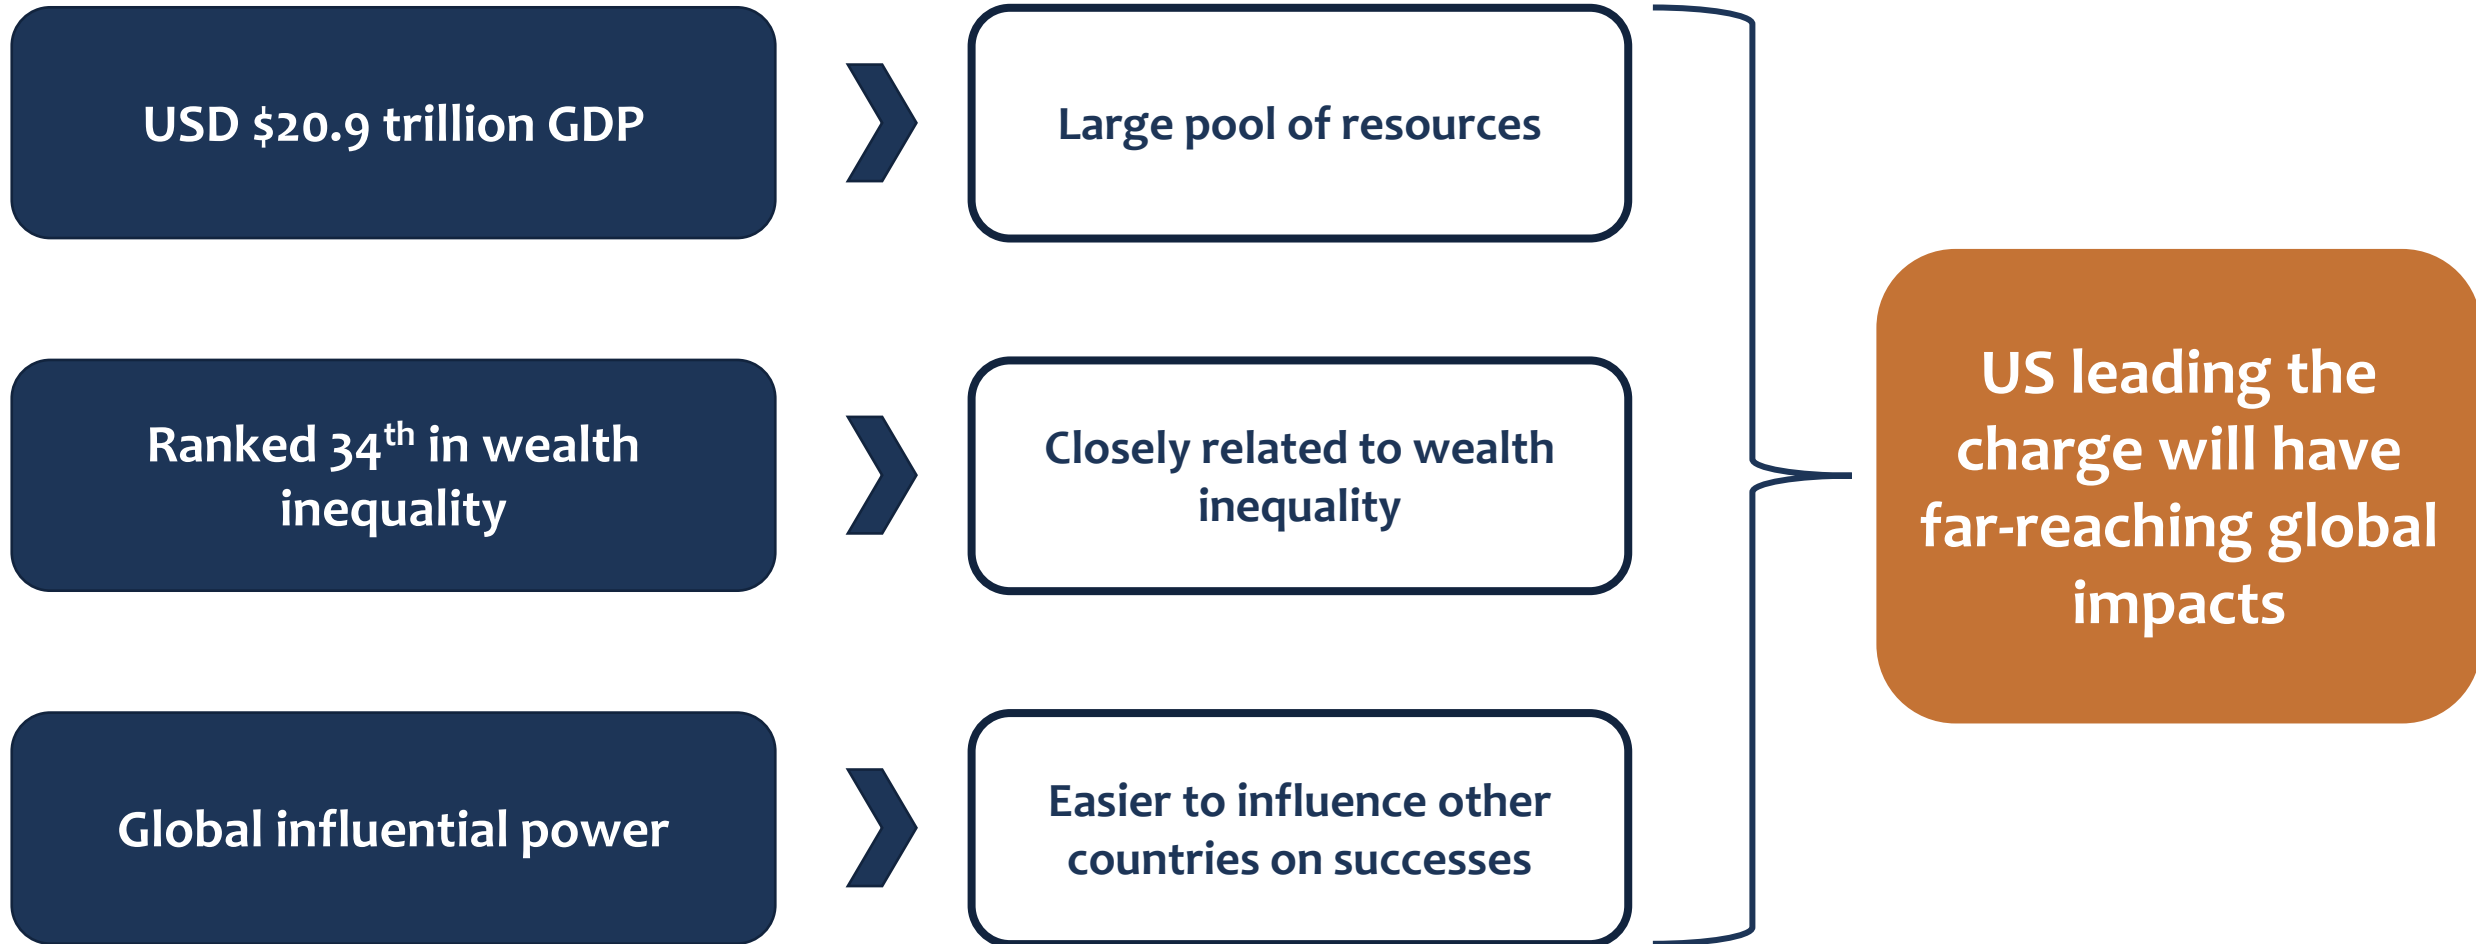 USD $20.9 trillion GDP
Large pool of resources
Ranked 34th in wealth
inequality
Closely related to wealth
inequality
Global influential power
Easier to influence other
countries on successes
US leading the
charge will have
far-reaching global
impacts